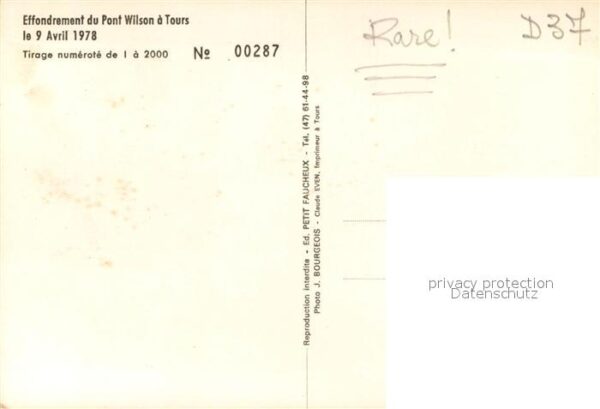 Effondrement du Pont Wilson à Tours
le 9 Avril 1978
Tirage numéroté de 1 à 2000 No 00287
Rare!
D37
Reproduction interdite - Ed. PETIT FAUCHEUX - Tél. (47) 61-44-98
Photo J. BOURGEOIS - Claude EVEN, Imprimeur à Tours
privacy protection
Datenschutz